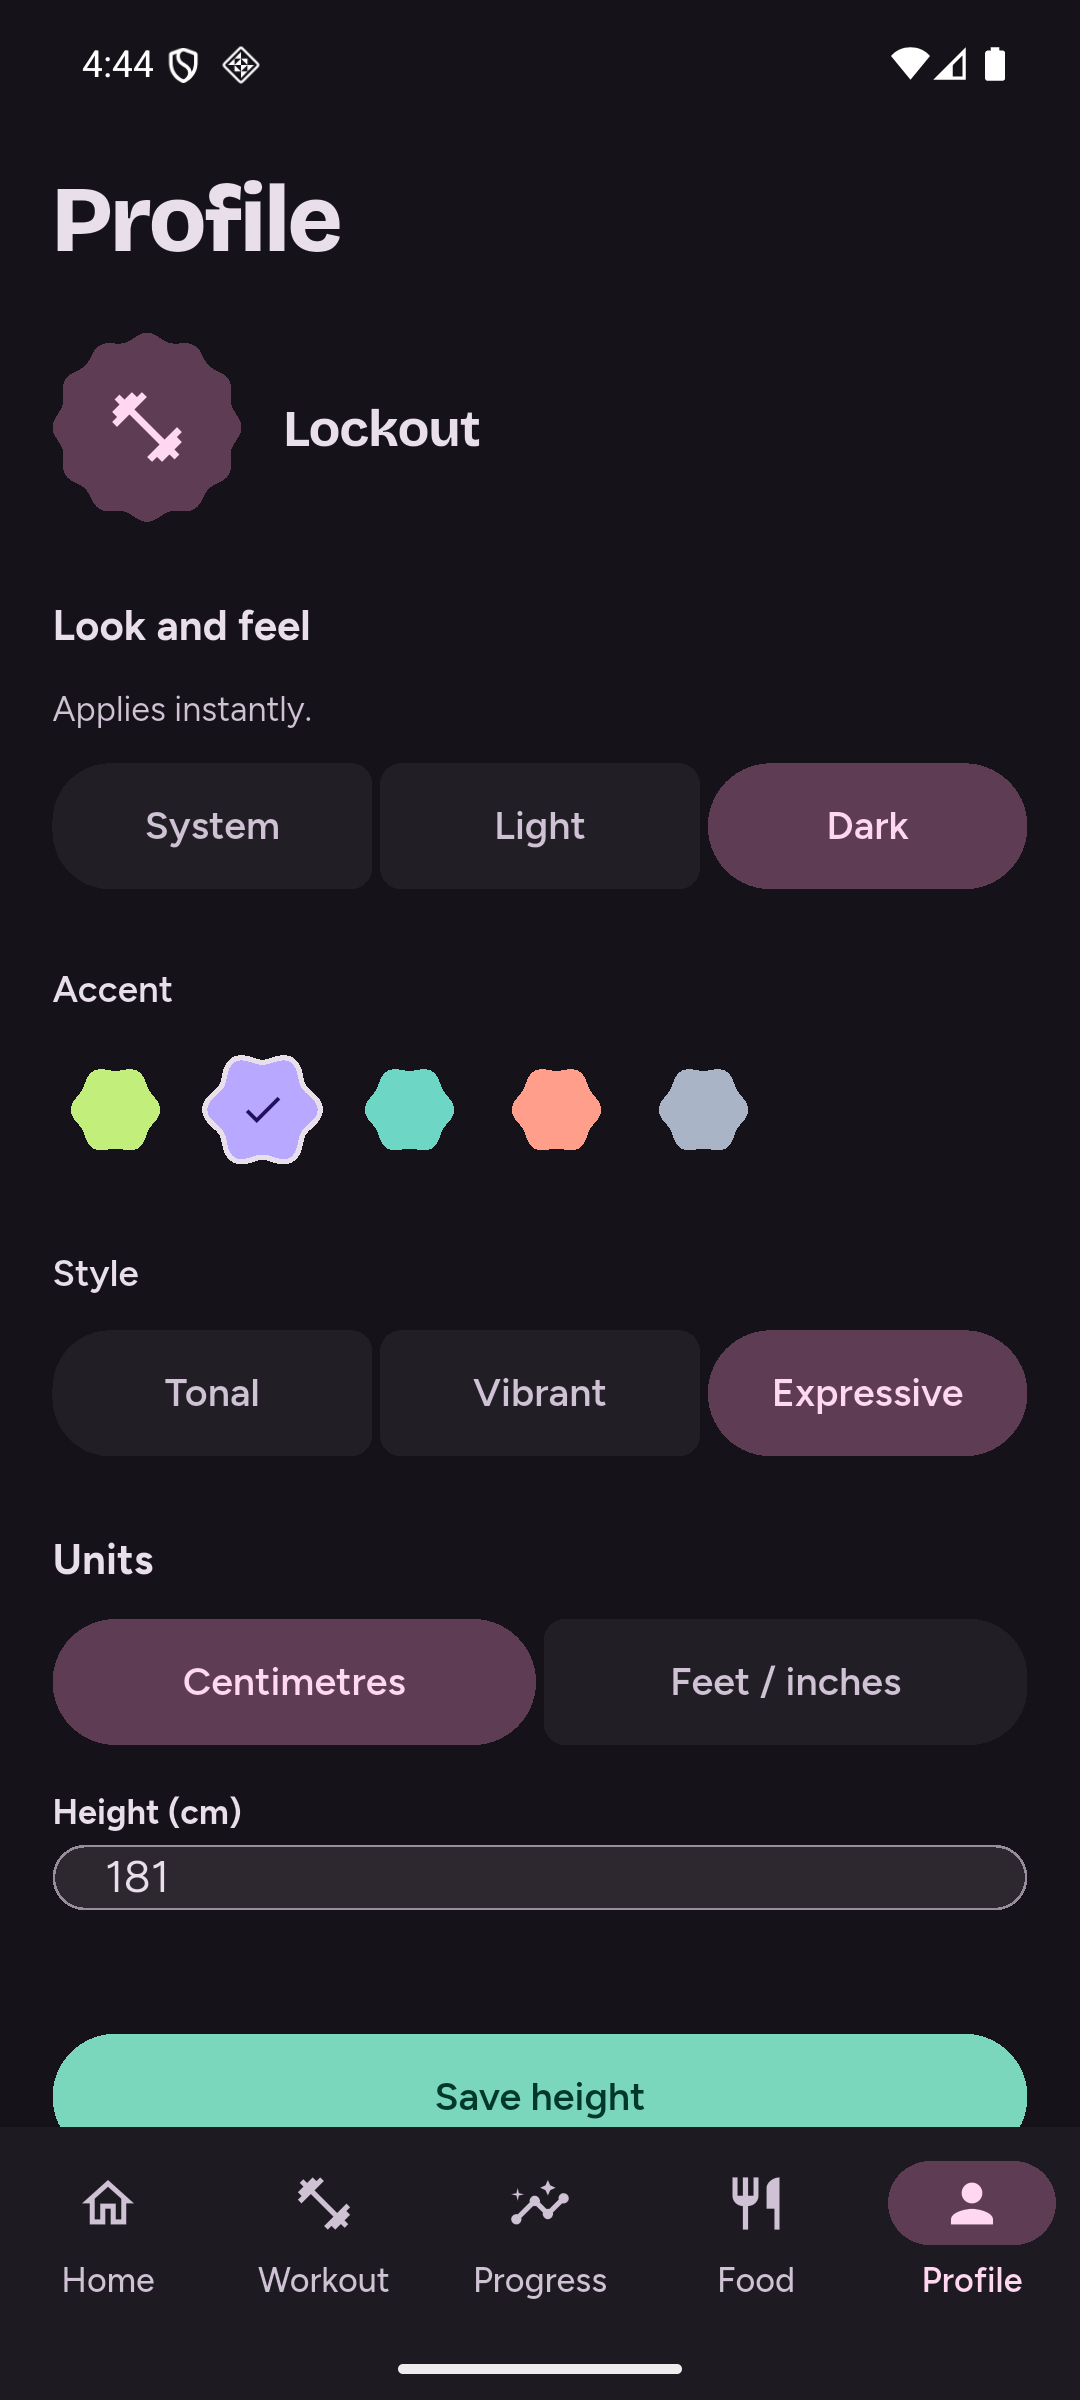 4:44
Profile
Lockout
Look and feel
Applies instantly.
System Light Dark
Accent
Style
Tonal Vibrant Expressive
Units
Centimetres Feet / inches
Height (cm)
181
Save height
Home Workout Progress Food Profile